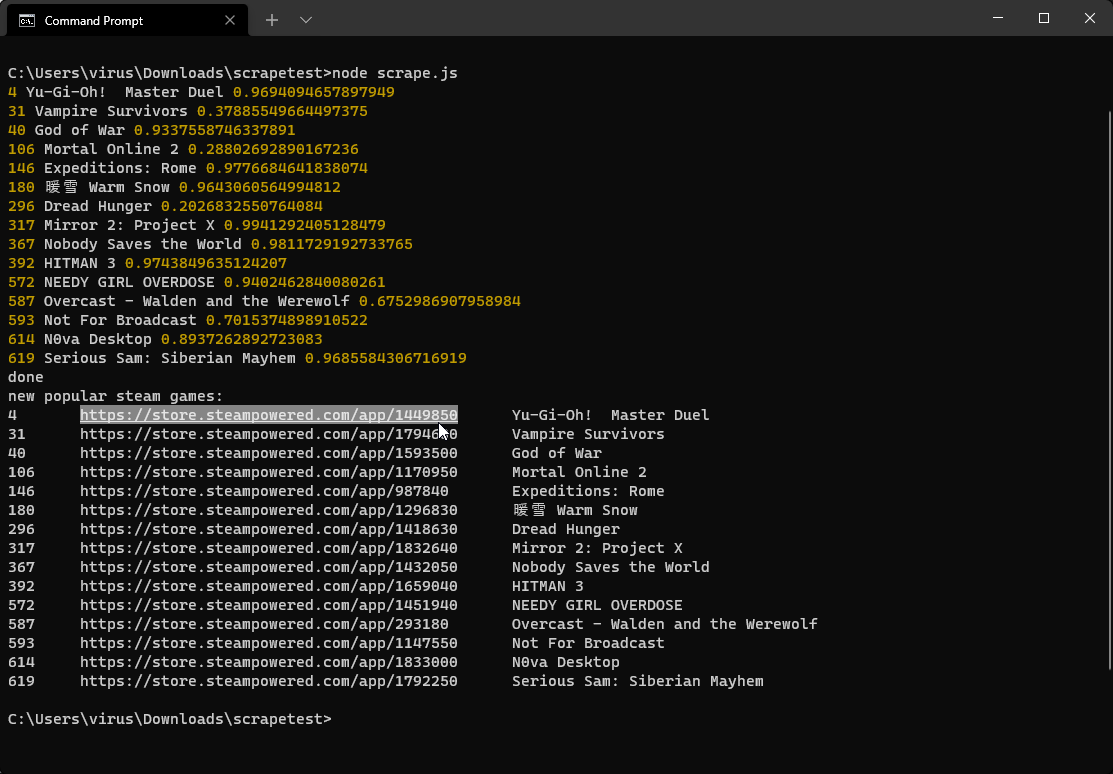 Command Prompt
C:\Users\virus\Downloads\scrapetest>node scrape.js
4 Yu-Gi-Oh!  Master Duel 0.9694094657897949
31 Vampire Survivors 0.37885549664497375
40 God of War 0.9337558746337891
106 Mortal Online 2 0.28802692890167236
146 Expeditions: Rome 0.9776684641838074
180 暖雪 Warm Snow 0.9643060564994812
296 Dread Hunger 0.2026832550764084
317 Mirror 2: Project X 0.9941292405128479
367 Nobody Saves the World 0.9811729192733765
392 HITMAN 3 0.9743849635124207
572 NEEDY GIRL OVERDOSE 0.9402462840080261
587 Overcast - Walden and the Werewolf 0.6752986907958984
593 Not For Broadcast 0.7015374898910522
614 N0va Desktop 0.8937262892723083
619 Serious Sam: Siberian Mayhem 0.9685584306716919
done
new popular steam games:
4 https://store.steampowered.com/app/1449850 Yu-Gi-Oh!  Master Duel
31 Vampire Survivors
40 https://store.steampowered.com/app/1593500 God of War
106 https://store.steampowered.com/app/1170950 Mortal Online 2
146 https://store.steampowered.com/app/987840 Expeditions: Rome
180 https://store.steampowered.com/app/1296830 暖雪 Warm Snow
296 https://store.steampowered.com/app/1418630 Dread Hunger
317 https://store.steampowered.com/app/1832640 Mirror 2: Project X
367 https://store.steampowered.com/app/1432050 Nobody Saves the World
392 https://store.steampowered.com/app/1659040 HITMAN 3
572 https://store.steampowered.com/app/1451940 NEEDY GIRL OVERDOSE
587 https://store.steampowered.com/app/293180 Overcast - Walden and the Werewolf
593 https://store.steampowered.com/app/1147550 Not For Broadcast
614 https://store.steampowered.com/app/1833000 N0va Desktop
619 https://store.steampowered.com/app/1792250 Serious Sam: Siberian Mayhem
C:\Users\virus\Downloads\scrapetest>